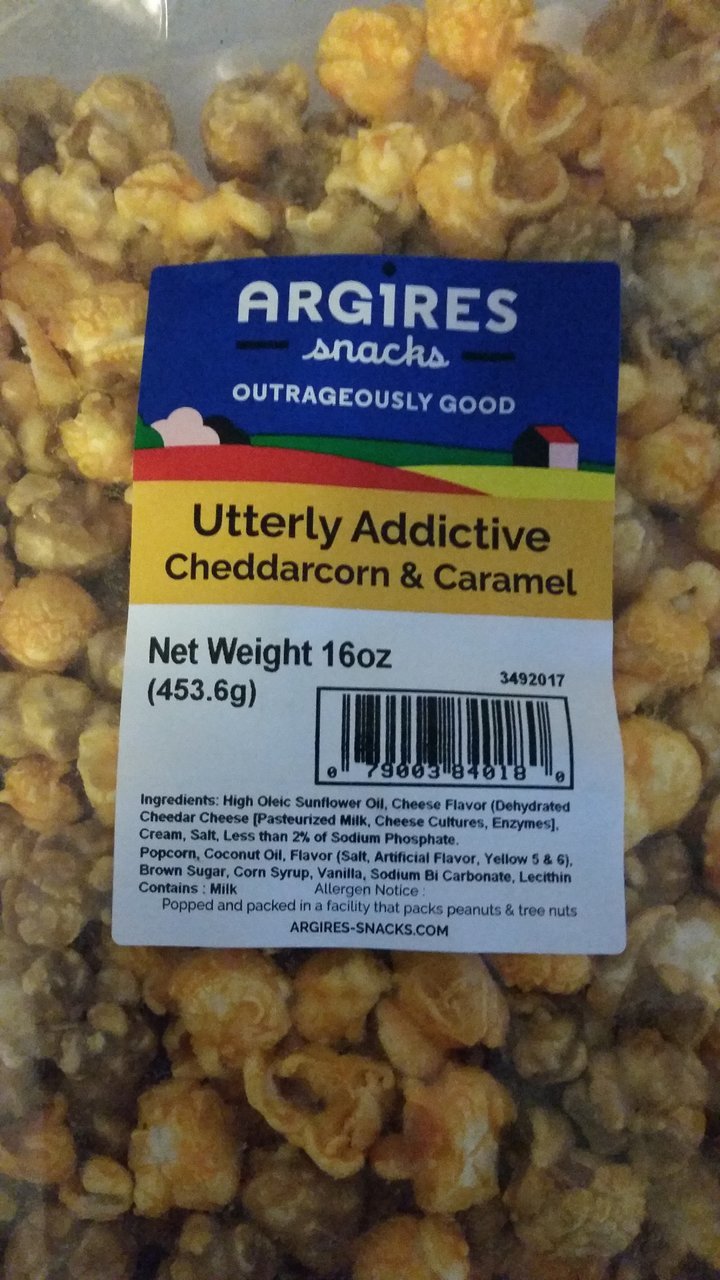 ARGIRES
snacks
OUTRAGEOUSLY GOOD
Utterly Addictive
Cheddarcorn & Caramel
Net Weight 16oz
(453.6g)
3492017
0 79003 84018 0
Ingredients: High Oleic Sunflower Oil, Cheese Flavor (Dehydrated
Cheedar Cheese [Pasteurized Milk, Cheese Cultures, Enzymes],
Cream, Salt, Less than 2% of Sodium Phosphate.
Popcorn, Coconut Oil, Flavor (Salt, Artificial Flavor, Yellow 5 & 6),
Brown Sugar, Corn Syrup, Vanilla, Sodium Bi Carbonate, Lecithin
Contains : Milk Allergen Notice :
Popped and packed in a facility that packs peanuts & tree nuts
ARGIRES-SNACKS.COM